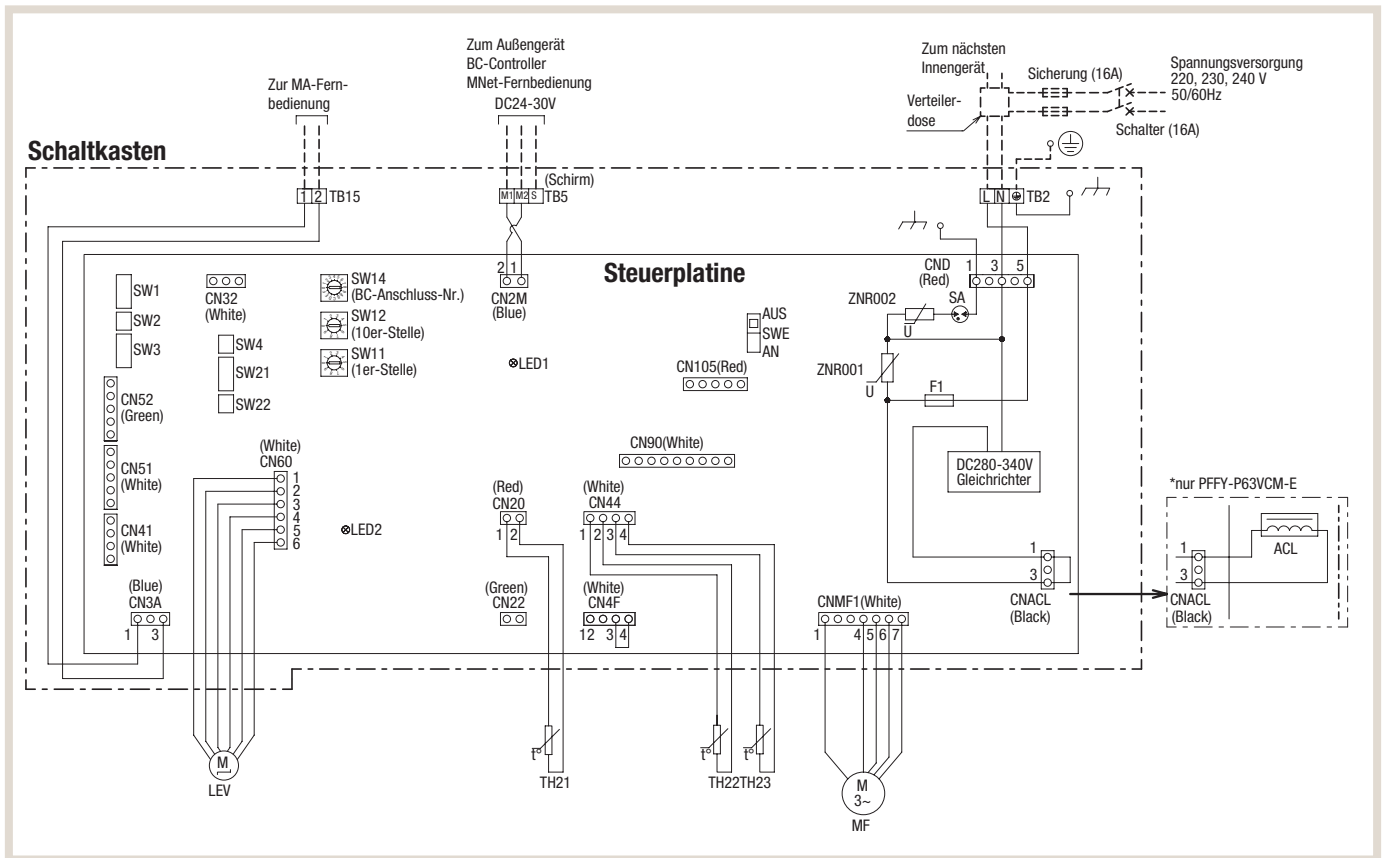 Zum Außengerät
BC-Controller
MNet-Fernbedienung
DC24-30V
Zur MA-Fern-
bedienung
Zum nächsten
Innengerät
Sicherung (16A)
Spannungsversorgung
220, 230, 240 V
50/60Hz
Verteiler-
dose
Schalter (16A)
Schaltkasten
1 2 TB15
(Schirm)
M1 M2 S TB5
L N TB2
Steuerplatine
SW1
SW2
SW3
CN32
(White)
SW4
SW21
SW22
SW14
(BC-Anschluss-Nr.)
SW12
(10er-Stelle)
SW11
(1er-Stelle)
2 1
CN2M
(Blue)
LED1
AUS
SWE
AN
CN105(Red)
CND
(Red)
1 3 5
ZNR002
SA
U
ZNR001
U
F1
CN52
(Green)
CN51
(White)
CN41
(White)
(White)
CN60
1
2
3
4
5
6
LED2
CN90(White)
DC280-340V
Gleichrichter
(Red)
CN20
1 2
(White)
CN44
1 2 3 4
(Green)
CN22
(White)
CN4F
12 3 4
(Blue)
CN3A
1 3
CNMF1(White)
1 4 5 6 7
1
3
CNACL
(Black)
*nur PFFY-P63VCM-E
1
3
ACL
CNACL
(Black)
M
LEV
t°
TH21
t°
TH22
t°
TH23
M
3~
MF